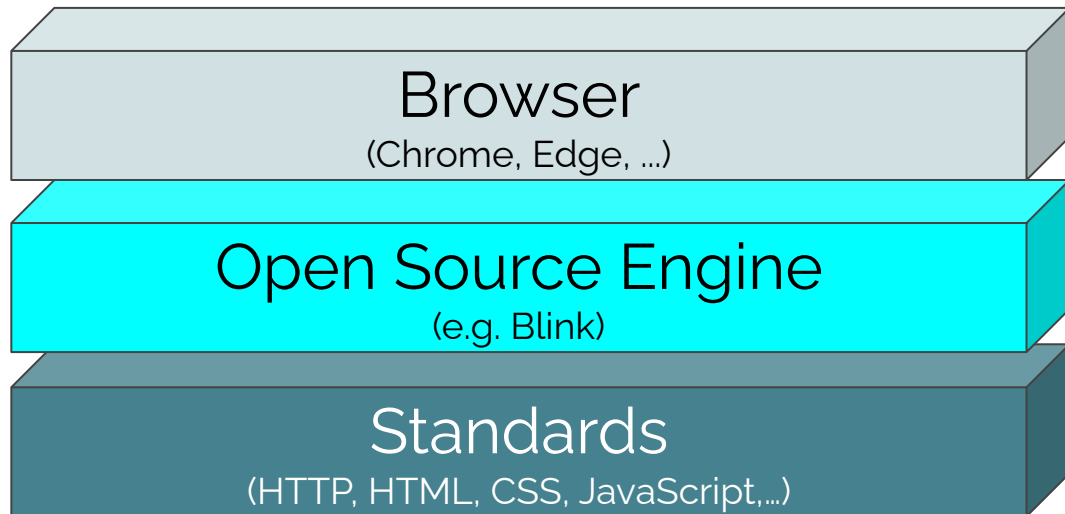 Browser
(Chrome, Edge, ...)
Open Source Engine
(e.g. Blink)
Standards
(HTTP, HTML, CSS, JavaScript,...)